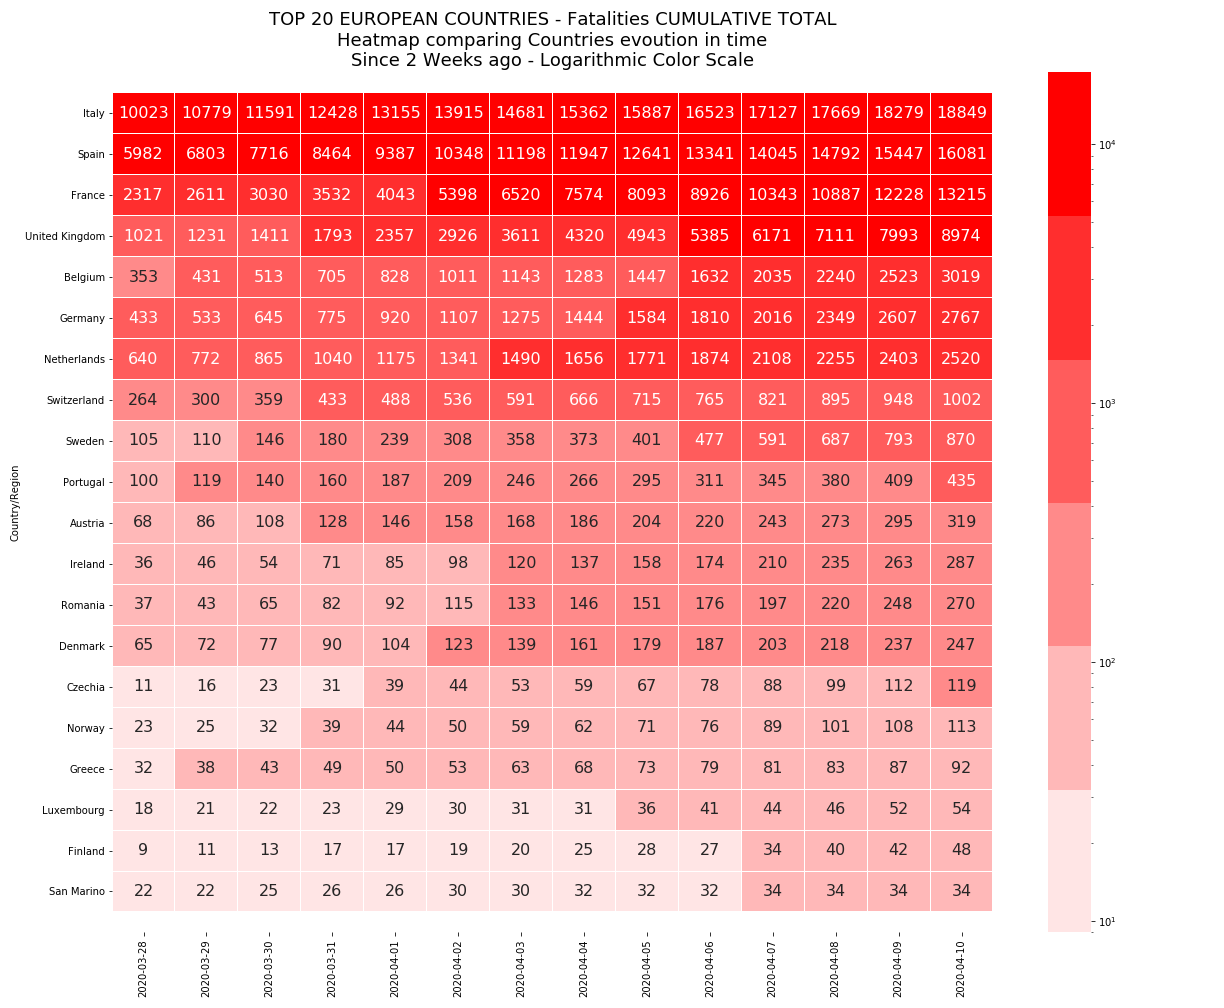 TOP 20 EUROPEAN COUNTRIES - Fatalities CUMULATIVE TOTAL
Heatmap comparing Countries evoution in time
Since 2 Weeks ago - Logarithmic Color Scale
Italy 10023 10779 11591 12428 13155 13915 14681 15362 15887 16523 17127 17669 18279 18849
Spain 5982 6803 7716 8464 9387 10348 11198 11947 12641 13341 14045 14792 15447 16081
France 2317 2611 3030 3532 4043 5398 6520 7574 8093 8926 10343 10887 12228 13215
United Kingdom 1021 1231 1411 1793 2357 2926 3611 4320 4943 5385 6171 7111 7993 8974
Belgium 353 431 513 705 828 1011 1143 1283 1447 1632 2035 2240 2523 3019
Germany 433 533 645 775 920 1107 1275 1444 1584 1810 2016 2349 2607 2767
Netherlands 640 772 865 1040 1175 1341 1490 1656 1771 1874 2108 2255 2403 2520
Switzerland 264 300 359 433 488 536 591 666 715 765 821 895 948 1002
Sweden 105 110 146 180 239 308 358 373 401 477 591 687 793 870
Portugal 100 119 140 160 187 209 246 266 295 311 345 380 409 435
Austria 68 86 108 128 146 158 168 186 204 220 243 273 295 319
Ireland 36 46 54 71 85 98 120 137 158 174 210 235 263 287
Romania 37 43 65 82 92 115 133 146 151 176 197 220 248 270
Denmark 65 72 77 90 104 123 139 161 179 187 203 218 237 247
Czechia 11 16 23 31 39 44 53 59 67 78 88 99 112 119
Norway 23 25 32 39 44 50 59 62 71 76 89 101 108 113
Greece 32 38 43 49 50 53 63 68 73 79 81 83 87 92
Luxembourg 18 21 22 23 29 30 31 31 36 41 44 46 52 54
Finland 9 11 13 17 17 19 20 25 28 27 34 40 42 48
San Marino 22 22 25 26 26 30 30 32 32 32 34 34 34 34
2020-03-28 2020-03-29 2020-03-30 2020-03-31 2020-04-01 2020-04-02 2020-04-03 2020-04-04 2020-04-05 2020-04-06 2020-04-07 2020-04-08 2020-04-09 2020-04-10
Country/Region
10⁴
10³
10²
10¹